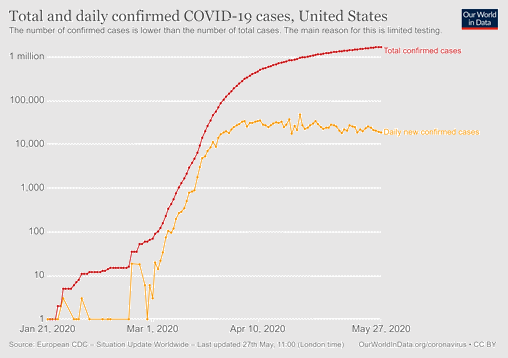 Total and daily confirmed COVID-19 cases, United States
The number of confirmed cases is lower than the number of total cases. The main reason for this is limited testing.
Our World
in Data
1 million
Total confirmed cases
100,000
Daily new confirmed cases
10,000
1,000
100
10
1
Jan 21, 2020
Mar 1, 2020
Apr 10, 2020
May 27, 2020
Source: European CDC – Situation Update Worldwide – Last updated 27th May, 11:00 (London time)
OurWorldInData.org/coronavirus • CC BY